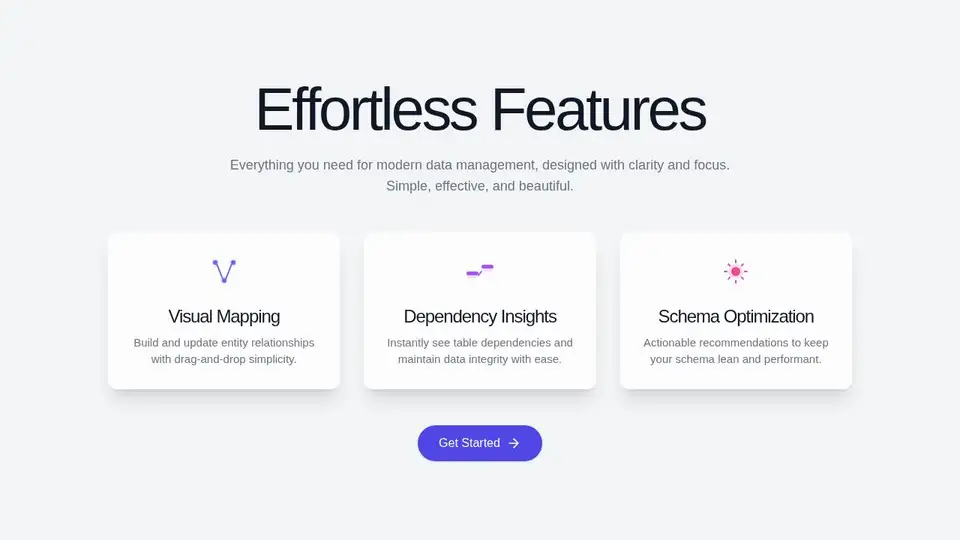 Effortless Features
Everything you need for modern data management, designed with clarity and focus.
Simple, effective, and beautiful.
Visual Mapping
Build and update entity relationships
with drag-and-drop simplicity.
Dependency Insights
Instantly see table dependencies and
maintain data integrity with ease.
Schema Optimization
Actionable recommendations to keep
your schema lean and performant.
Get Started